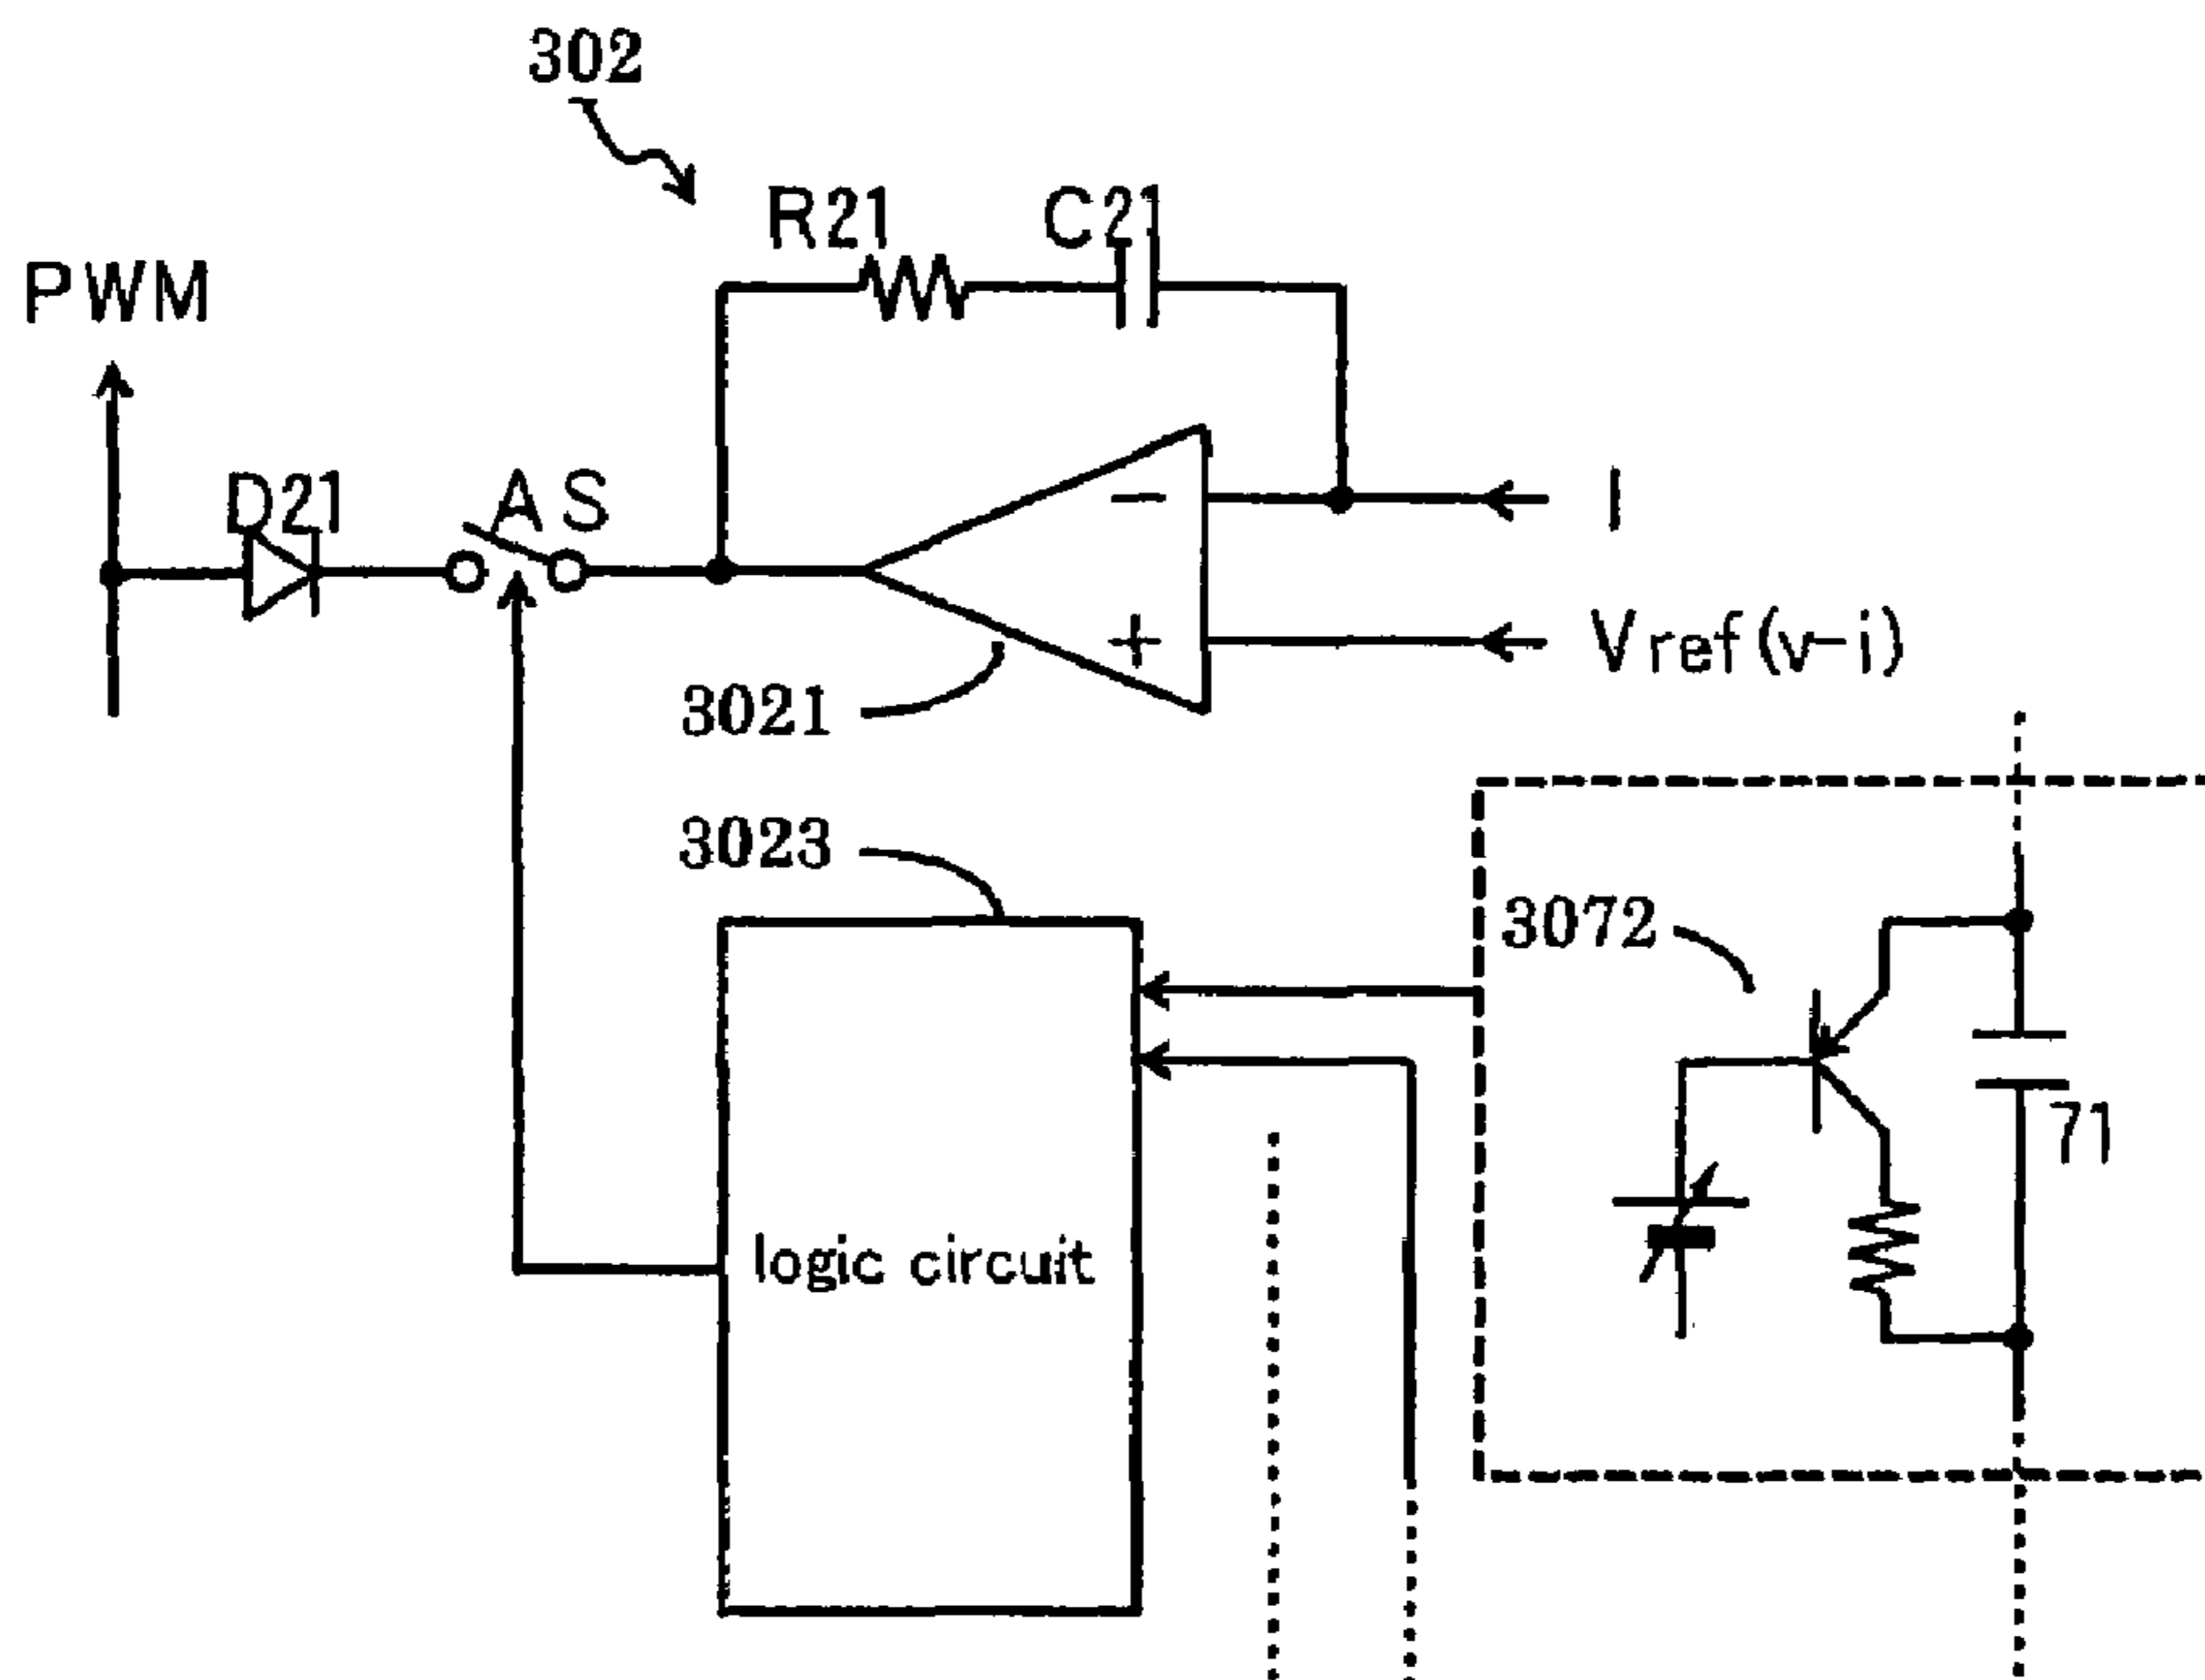 302
R21
C21
PWM
D21
AS
−
I
+
Vref(v-i)
3021
3023
3072
71
logic circuit